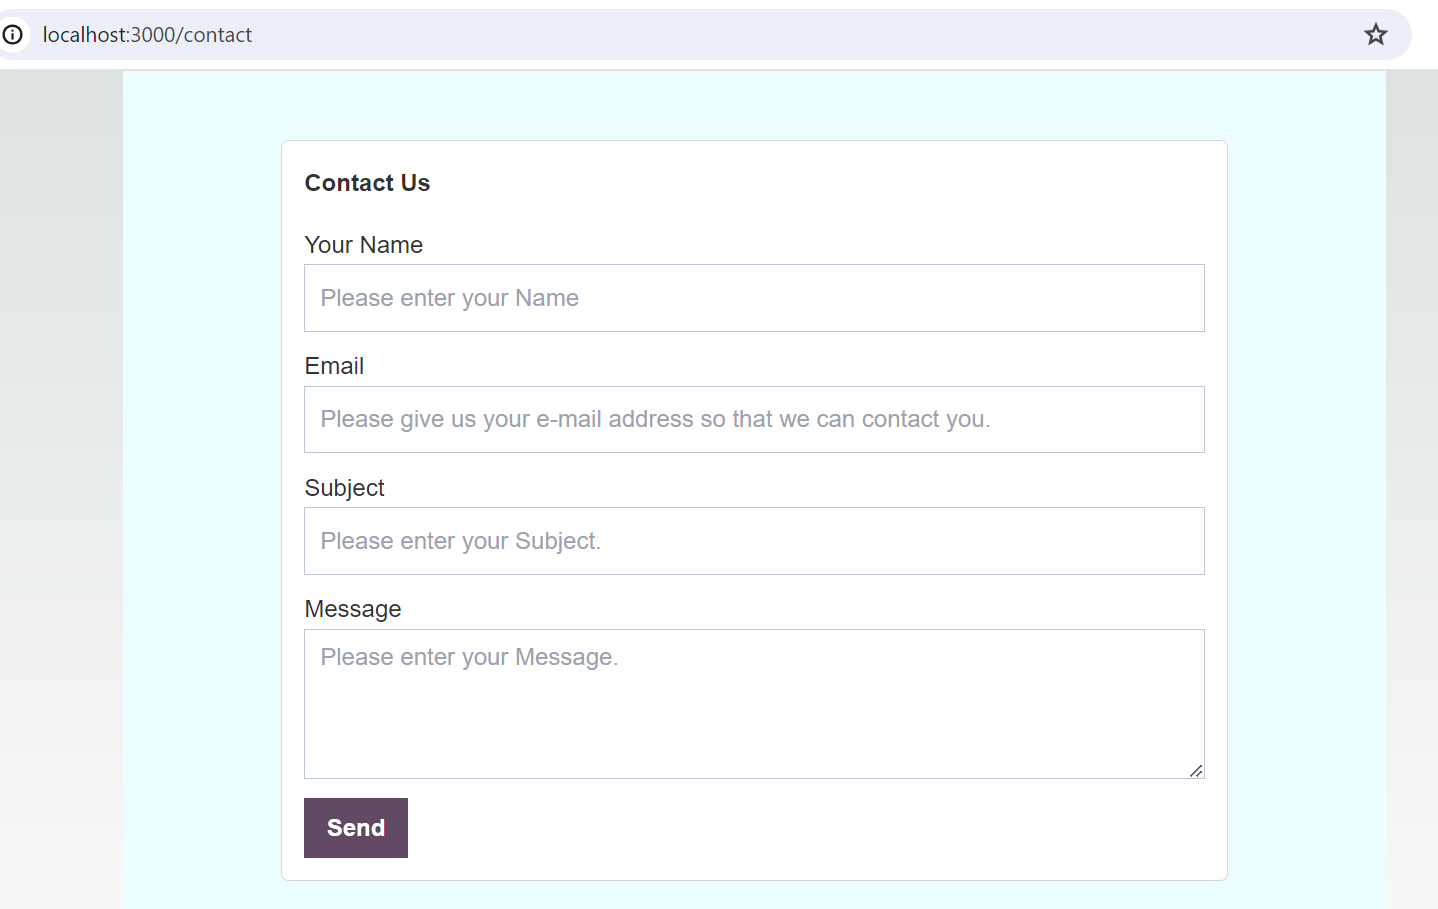 localhost:3000/contact
Contact Us
Your Name
Please enter your Name
Email
Please give us your e-mail address so that we can contact you.
Subject
Please enter your Subject.
Message
Please enter your Message.
Send